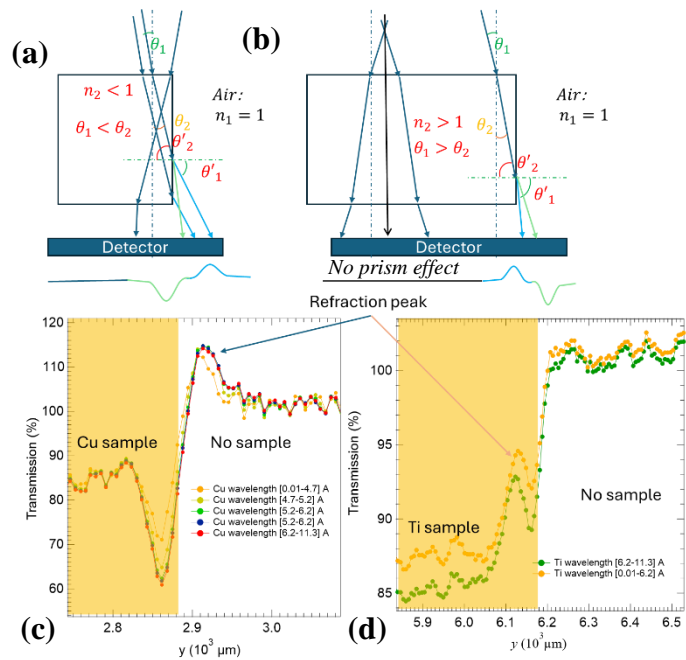 (a)
θ₁
n₂ < 1
θ₁ < θ₂
θ₂
θ'₂
θ'₁
Air:
n₁ = 1
Detector
(b)
θ₁
n₂ > 1
θ₁ > θ₂
θ₂
θ'₂
θ'₁
Air:
n₁ = 1
Detector
No prism effect
Refraction peak
120
110
100
90
80
70
60
Transmission (%)
Cu sample
No sample
Cu wavelength [0.01-4.7] A
Cu wavelength [4.7-5.2] A
Cu wavelength [5.2-6.2] A
Cu wavelength [5.2-6.2] A
Cu wavelength [6.2-11.3] A
2.8
2.9
3.0
y (10³ µm)
(c)
100
95
90
85
Transmission (%)
Ti sample
No sample
Ti wavelength [6.2-11.3] A
Ti wavelength [0.01-6.2] A
5.9
6.0
6.1
6.2
6.3
6.4
6.5
y (10³ µm)
(d)